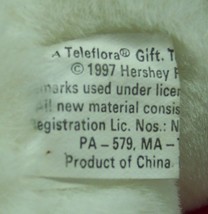 A Teleflora® Gift. T
© 1997 Hershey F
marks used under licen
new material consis
Registration Lic. Nos.: N
PA - 579, MA - 
Product of China